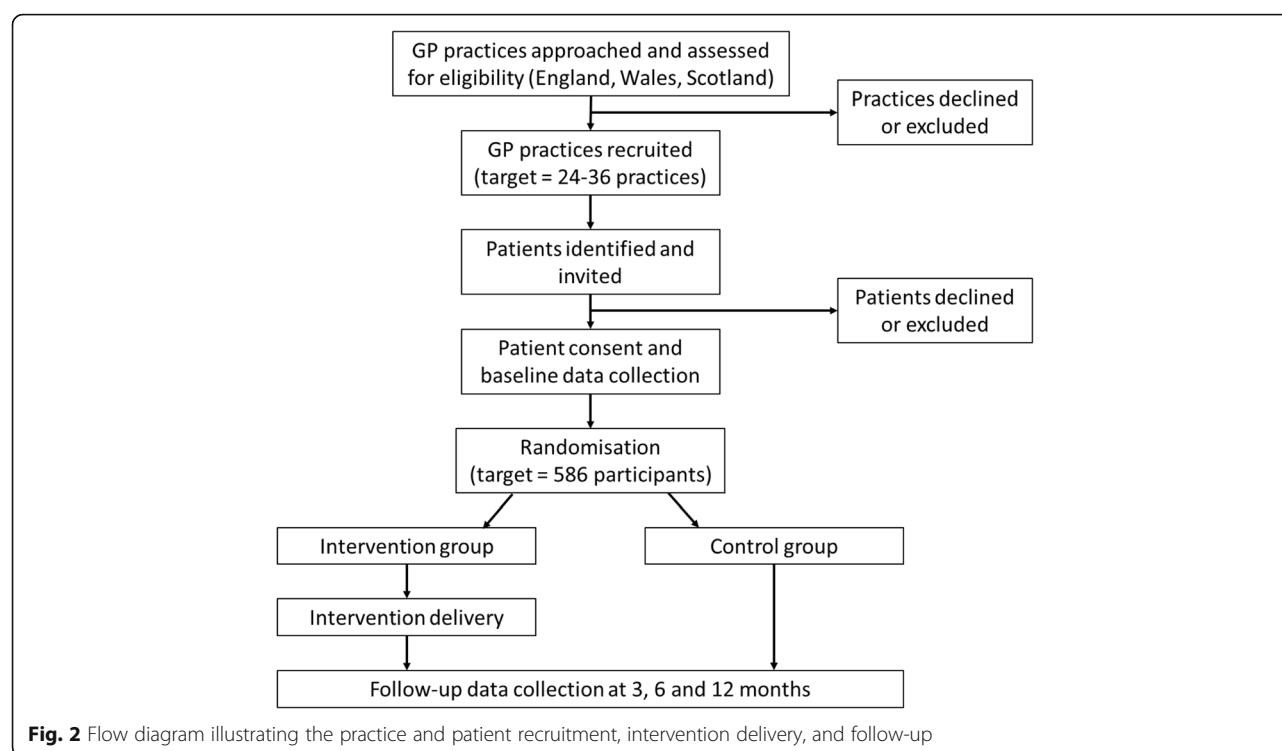 GP practices approached and assessed
for eligibility (England, Wales, Scotland)
Practices declined
or excluded
GP practices recruited
(target = 24-36 practices)
Patients identified and
invited
Patients declined
or excluded
Patient consent and
baseline data collection
Randomisation
(target = 586 participants)
Intervention group
Control group
Intervention delivery
Follow-up data collection at 3, 6 and 12 months
Fig. 2 Flow diagram illustrating the practice and patient recruitment, intervention delivery, and follow-up